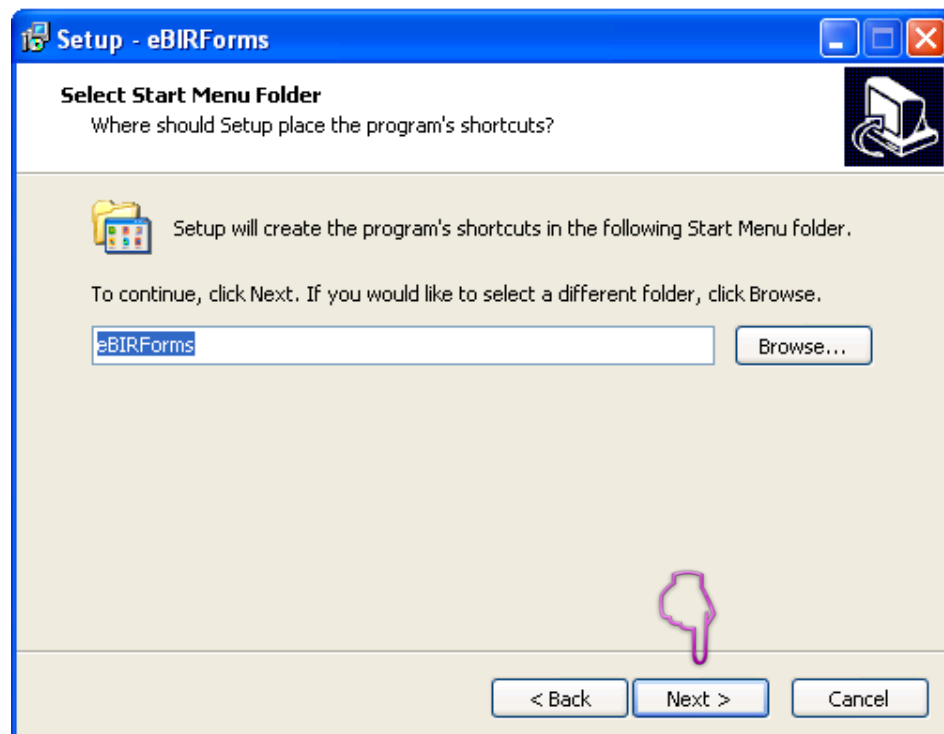 Setup - eBIRForms
Select Start Menu Folder
Where should Setup place the program's shortcuts?
Setup will create the program's shortcuts in the following Start Menu folder.
To continue, click Next. If you would like to select a different folder, click Browse.
eBIRForms
Browse...
< Back
Next >
Cancel